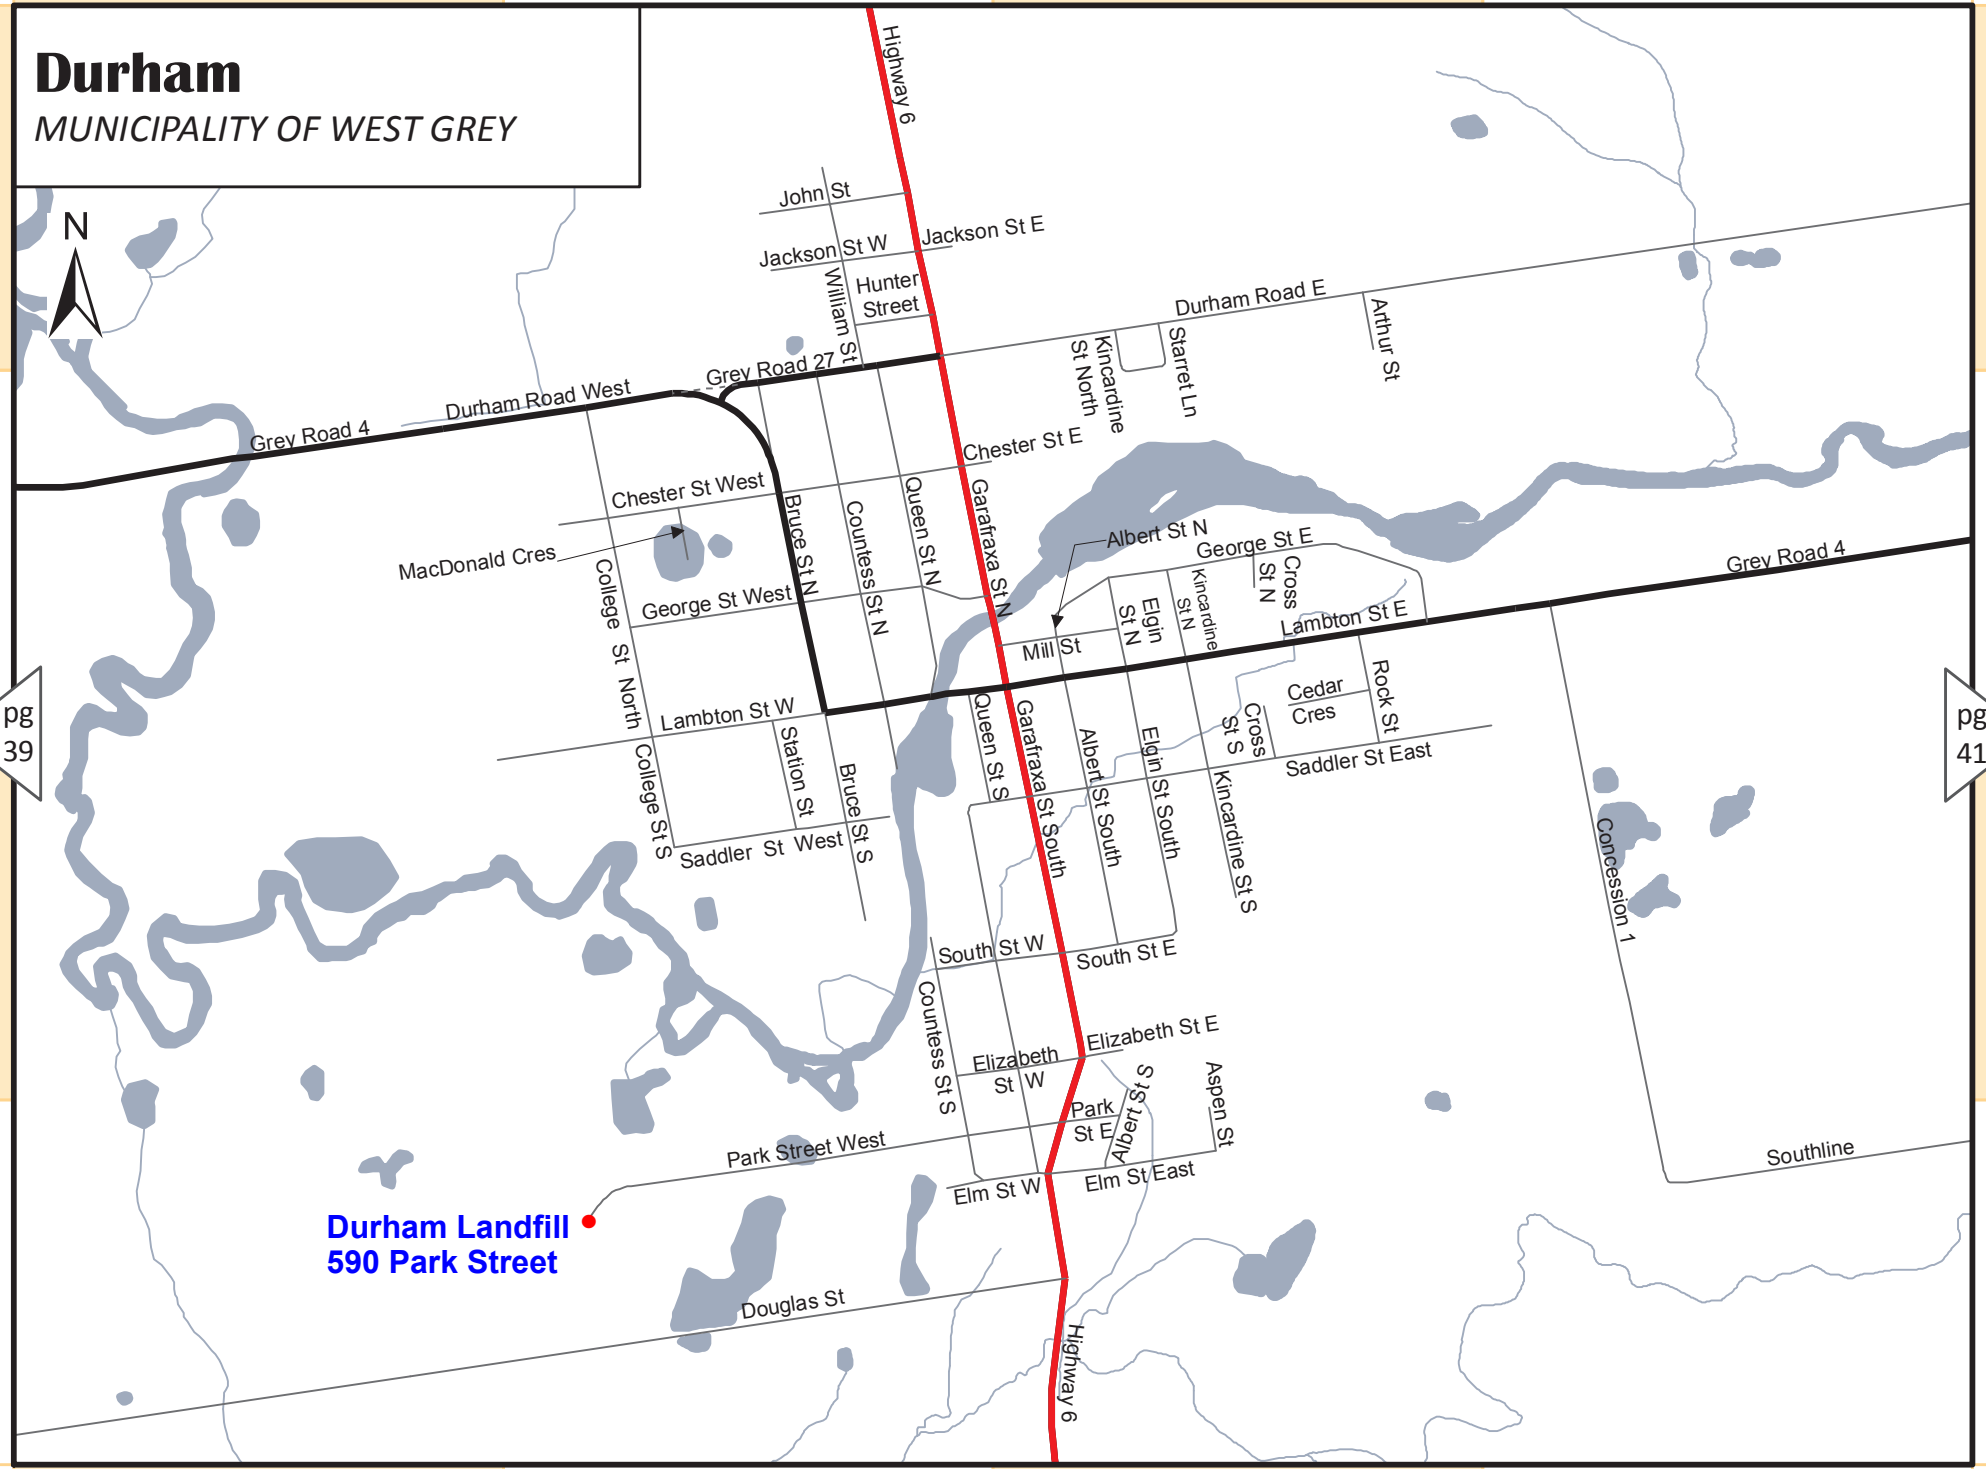 Durham
MUNICIPALITY OF WEST GREY
N
Highway 6
John St
Jackson St W
Jackson St E
William St
Hunter
Street
Durham Road E
Arthur St
Kincardine
St North
Starret Ln
Grey Road 27
Durham Road West
Grey Road 4
Chester St E
Chester St West
MacDonald Cres
Bruce St N
Countess St N
Queen St N
Garafraxa St N
Albert St N
George St E
Cross
St N
Grey Road 4
College St North
George St West
Elgin
St N
Kincardine
St N
Lambton St E
Mill St
Lambton St W
Rock St
Cedar
Cres
Cross
St S
pg
39
pg
41
Queen St S
Garafraxa St South
Albert St South
Elgin St South
Kincardine St S
Saddler St East
College St S
Station St
Bruce St S
Saddler St West
Concession 1
South St W
South St E
Countess St S
Elizabeth St E
Elizabeth
St W
Park
St E
Albert St S
Aspen St
Park Street West
Southline
Elm St W
Elm St East
Durham Landfill
590 Park Street
Douglas St
Highway 6